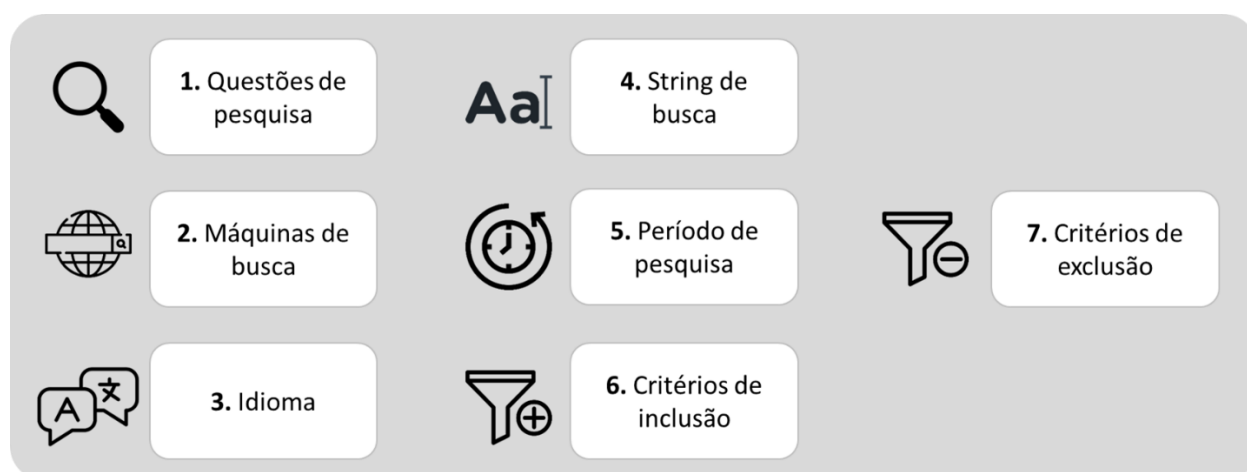 1. Questões de
pesquisa
2. Máquinas de
busca
A 文
3. Idioma
Aa
4. String de
busca
5. Período de
pesquisa
6. Critérios de
inclusão
7. Critérios de
exclusão